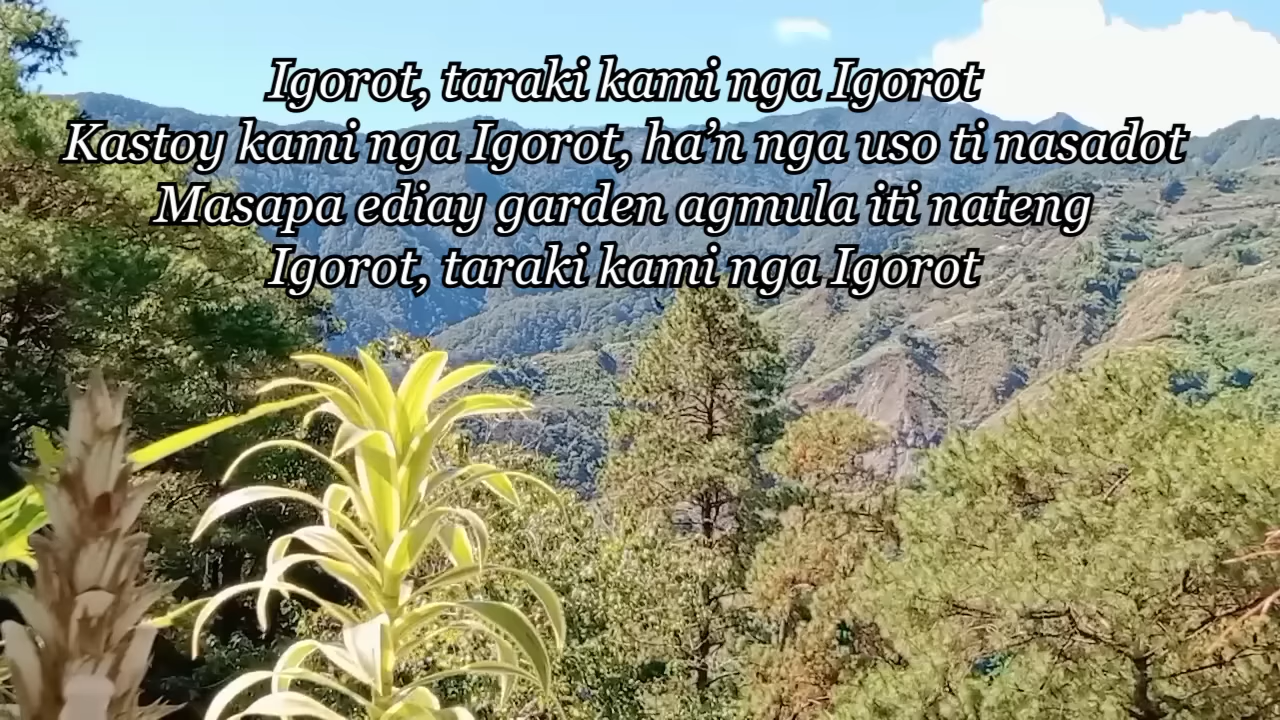 Igorot, taraki kami nga Igorot
Kastoy kami nga Igorot, ha’n nga uso ti nasadot
Masapa ediay garden agmula iti nateng
Igorot, taraki kami nga Igorot